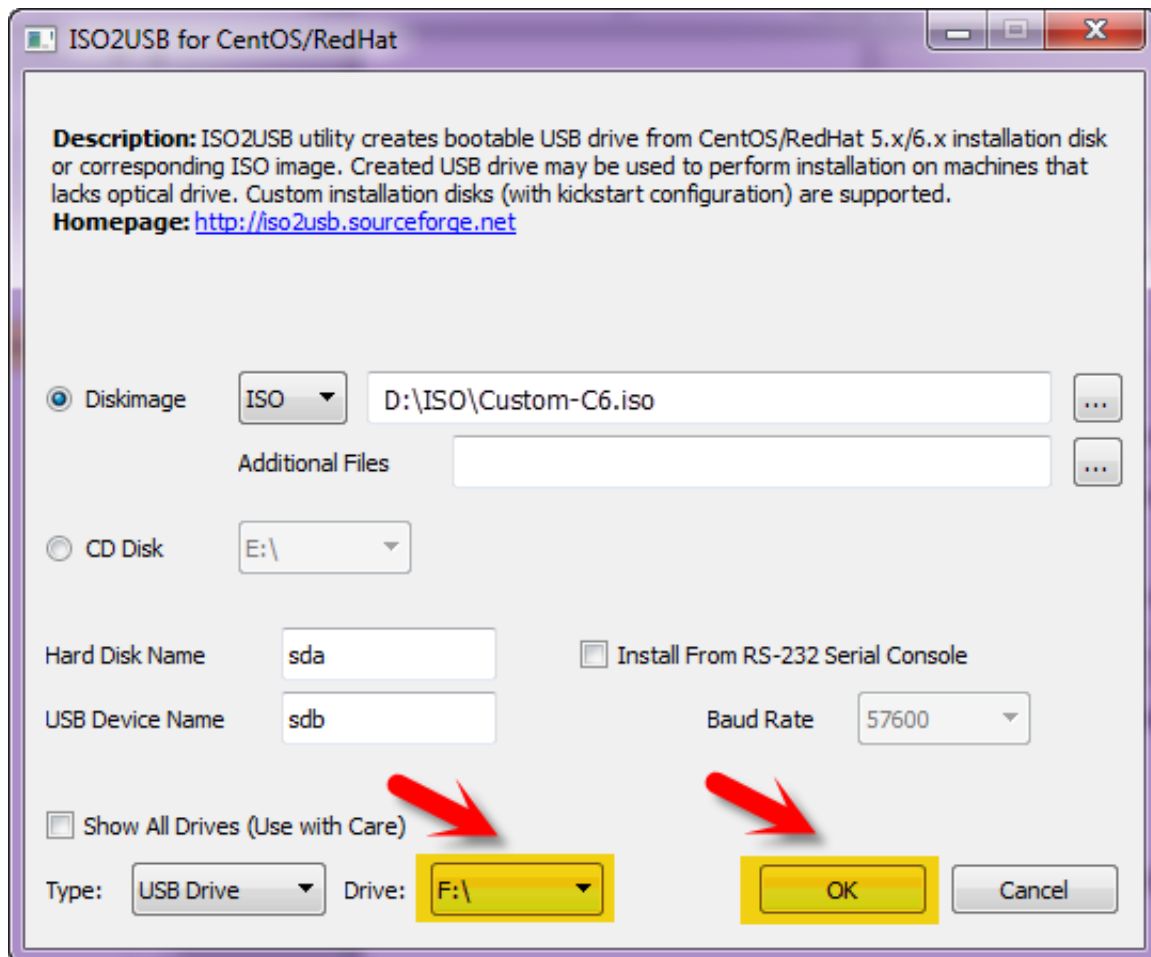 ISO2USB for CentOS/RedHat
Description: ISO2USB utility creates bootable USB drive from CentOS/RedHat 5.x/6.x installation disk
or corresponding ISO image. Created USB drive may be used to perform installation on machines that
lacks optical drive. Custom installation disks (with kickstart configuration) are supported.
Homepage: http://iso2usb.sourceforge.net
Diskimage ISO D:\ISO\Custom-C6.iso ...
Additional Files ...
CD Disk E:\
Hard Disk Name sda Install From RS-232 Serial Console
USB Device Name sdb Baud Rate 57600
Show All Drives (Use with Care)
Type: USB Drive Drive: F:\ OK Cancel